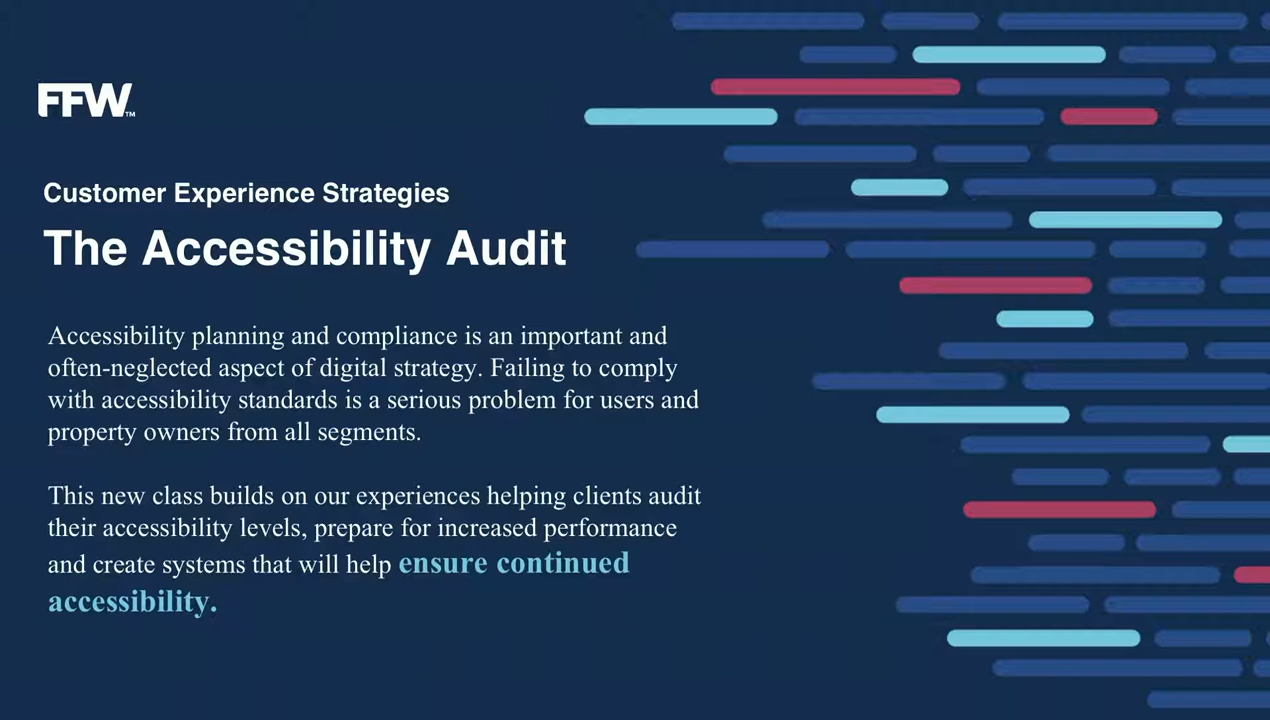 FFW™
Customer Experience Strategies
The Accessibility Audit
Accessibility planning and compliance is an important and
often-neglected aspect of digital strategy. Failing to comply
with accessibility standards is a serious problem for users and
property owners from all segments.
This new class builds on our experiences helping clients audit
their accessibility levels, prepare for increased performance
and create systems that will help ensure continued
accessibility.